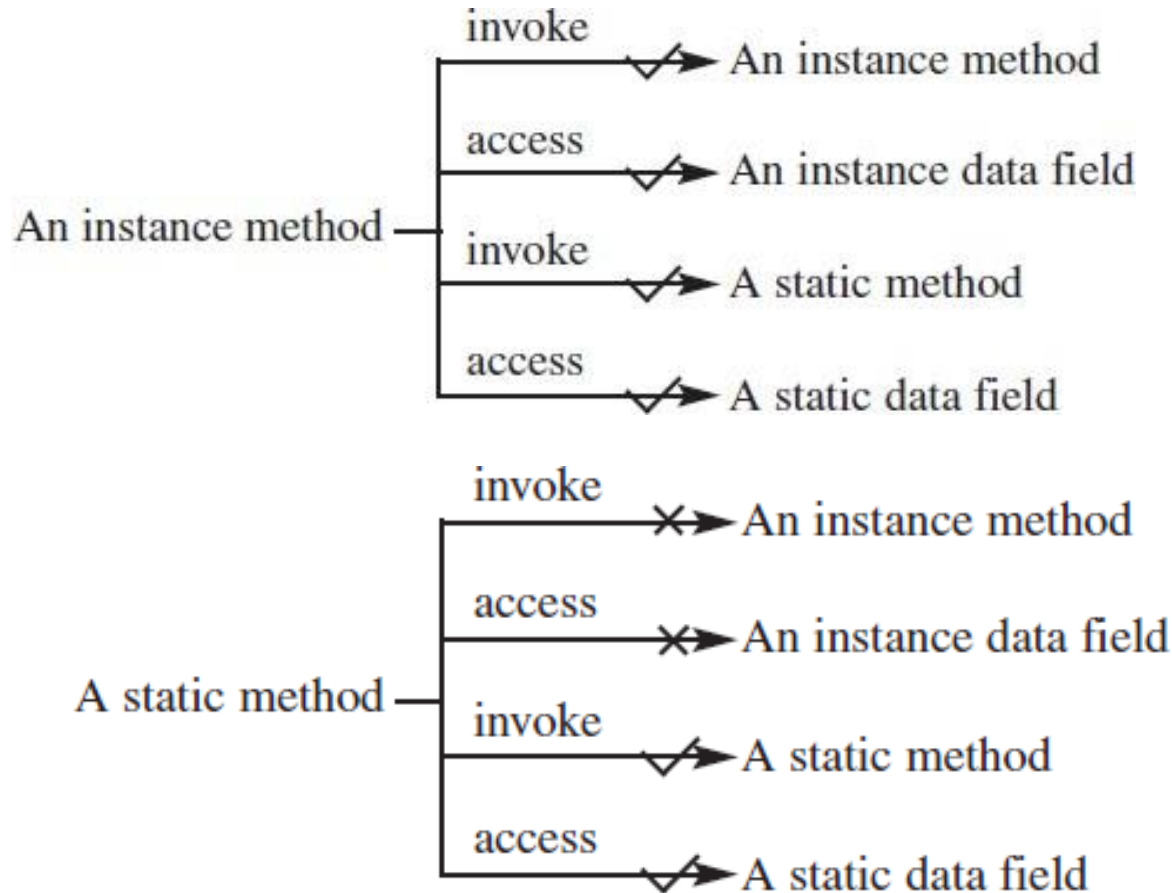 invoke
An instance method
access
An instance data field
An instance method
invoke
A static method
access
A static data field
invoke
An instance method
access
An instance data field
A static method
invoke
A static method
access
A static data field